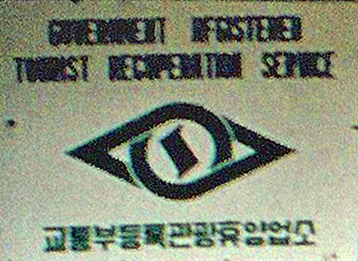 GOVERNMENT REGISTERED
TOURIST RECUPERATION SERVICE
교통부등록관광휴양업소